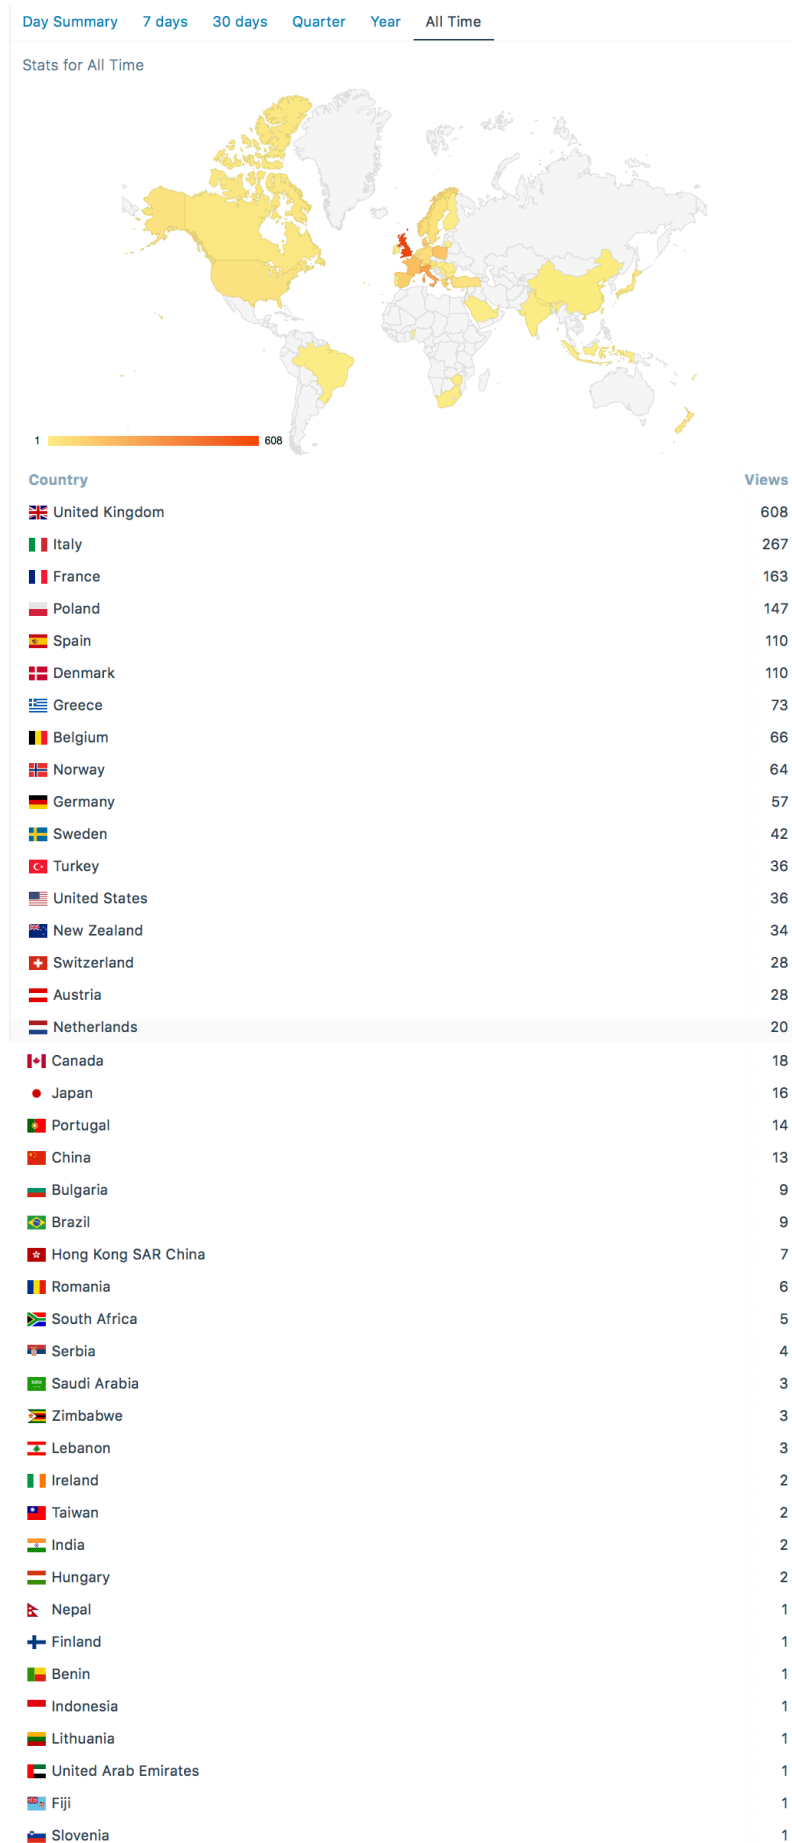 Day Summary 7 days 30 days Quarter Year All Time
Stats for All Time
1 608
Country Views
United Kingdom 608
Italy 267
France 163
Poland 147
Spain 110
Denmark 110
Greece 73
Belgium 66
Norway 64
Germany 57
Sweden 42
Turkey 36
United States 36
New Zealand 34
Switzerland 28
Austria 28
Netherlands 20
Canada 18
Japan 16
Portugal 14
China 13
Bulgaria 9
Brazil 9
Hong Kong SAR China 7
Romania 6
South Africa 5
Serbia 4
Saudi Arabia 3
Zimbabwe 3
Lebanon 3
Ireland 2
Taiwan 2
India 2
Hungary 2
Nepal 1
Finland 1
Benin 1
Indonesia 1
Lithuania 1
United Arab Emirates 1
Fiji 1
Slovenia 1